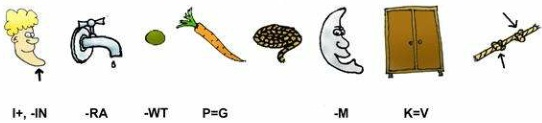 I+, -IN -RA -WT P=G -M K=V